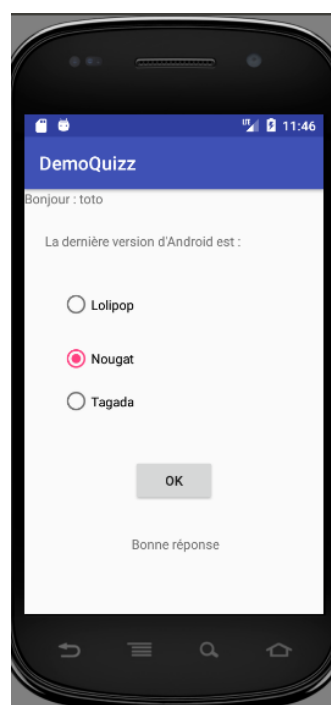 11:46
DemoQuizz
Bonjour : toto
La dernière version d'Android est :
Lolipop
Nougat
Tagada
OK
Bonne réponse